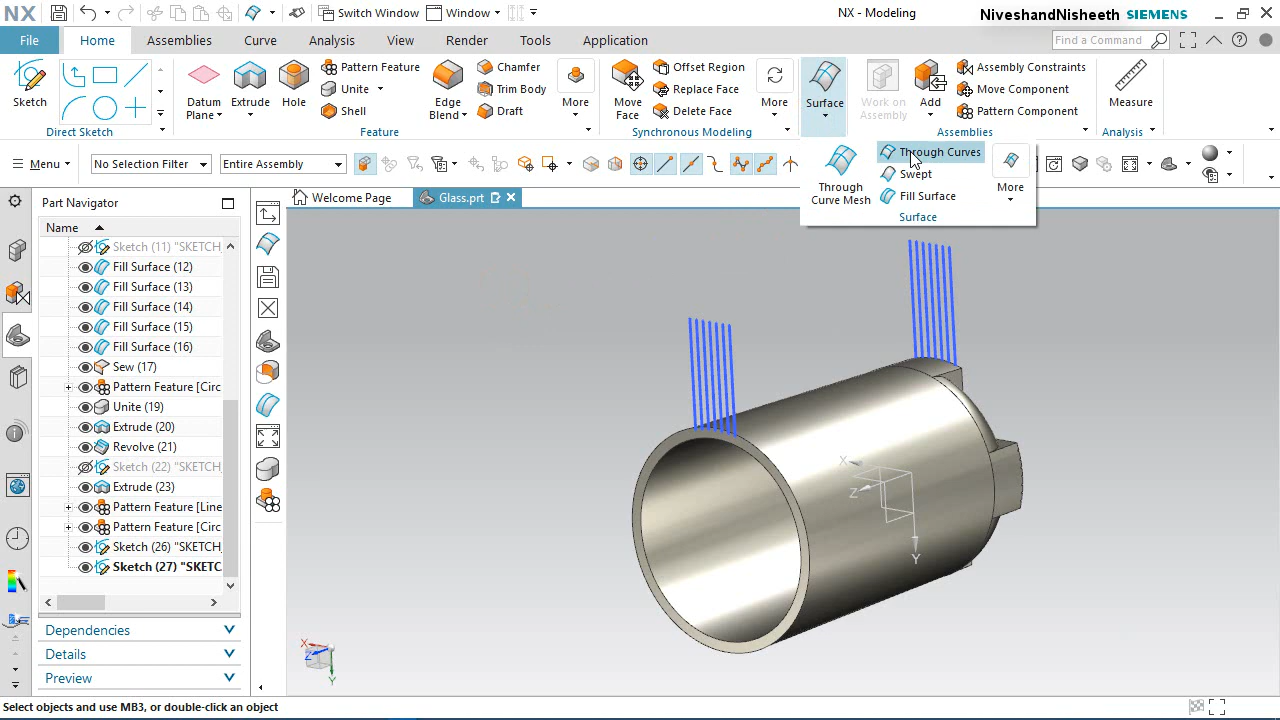 NX
Switch Window
Window
NX - Modeling
NiveshandNisheeth SIEMENS
File
Home
Assemblies
Curve
Analysis
View
Render
Tools
Application
Find a Command
Sketch
Direct Sketch
Datum
Plane
Extrude
Hole
Pattern Feature
Unite
Shell
Edge
Blend
Chamfer
Trim Body
Draft
More
Feature
Move
Face
Offset Region
Replace Face
Delete Face
More
Synchronous Modeling
Surface
Work on
Assembly
Add
Assembly Constraints
Move Component
Pattern Component
Assemblies
Measure
Analysis
Menu
No Selection Filter
Entire Assembly
Through
Curve Mesh
Through Curves
Swept
Fill Surface
More
Surface
Part Navigator
Welcome Page
Glass.prt
Name
Sketch (11) "SKETCH_
Fill Surface (12)
Fill Surface (13)
Fill Surface (14)
Fill Surface (15)
Fill Surface (16)
Sew (17)
Pattern Feature [Circ
Unite (19)
Extrude (20)
Revolve (21)
Sketch (22) "SKETCH_
Extrude (23)
Pattern Feature [Line
Pattern Feature [Circ
Sketch (26) "SKETCH_
Sketch (27) "SKETC
Dependencies
Details
Preview
X
Z
Y
X
Z
Y
Select objects and use MB3, or double-click an object